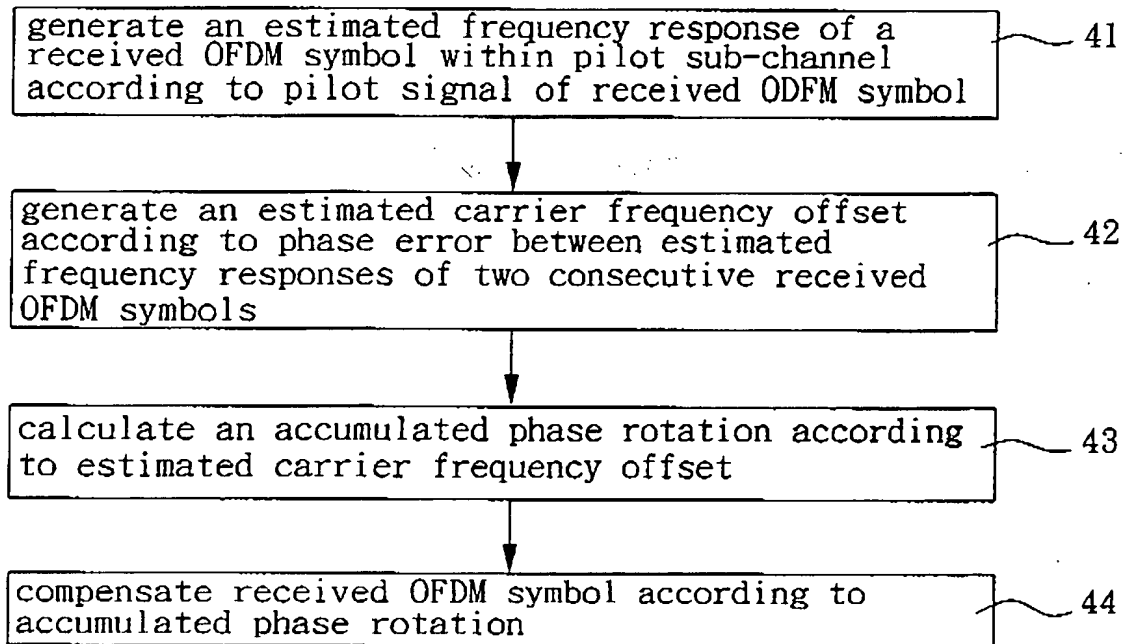 generate an estimated frequency response of a
received OFDM symbol within pilot sub-channel
according to pilot signal of received ODFM symbol
41
generate an estimated carrier frequency offset
according to phase error between estimated
frequency responses of two consecutive received
OFDM symbols
42
calculate an accumulated phase rotation according
to estimated carrier frequency offset
43
compensate received OFDM symbol according to
accumulated phase rotation
44